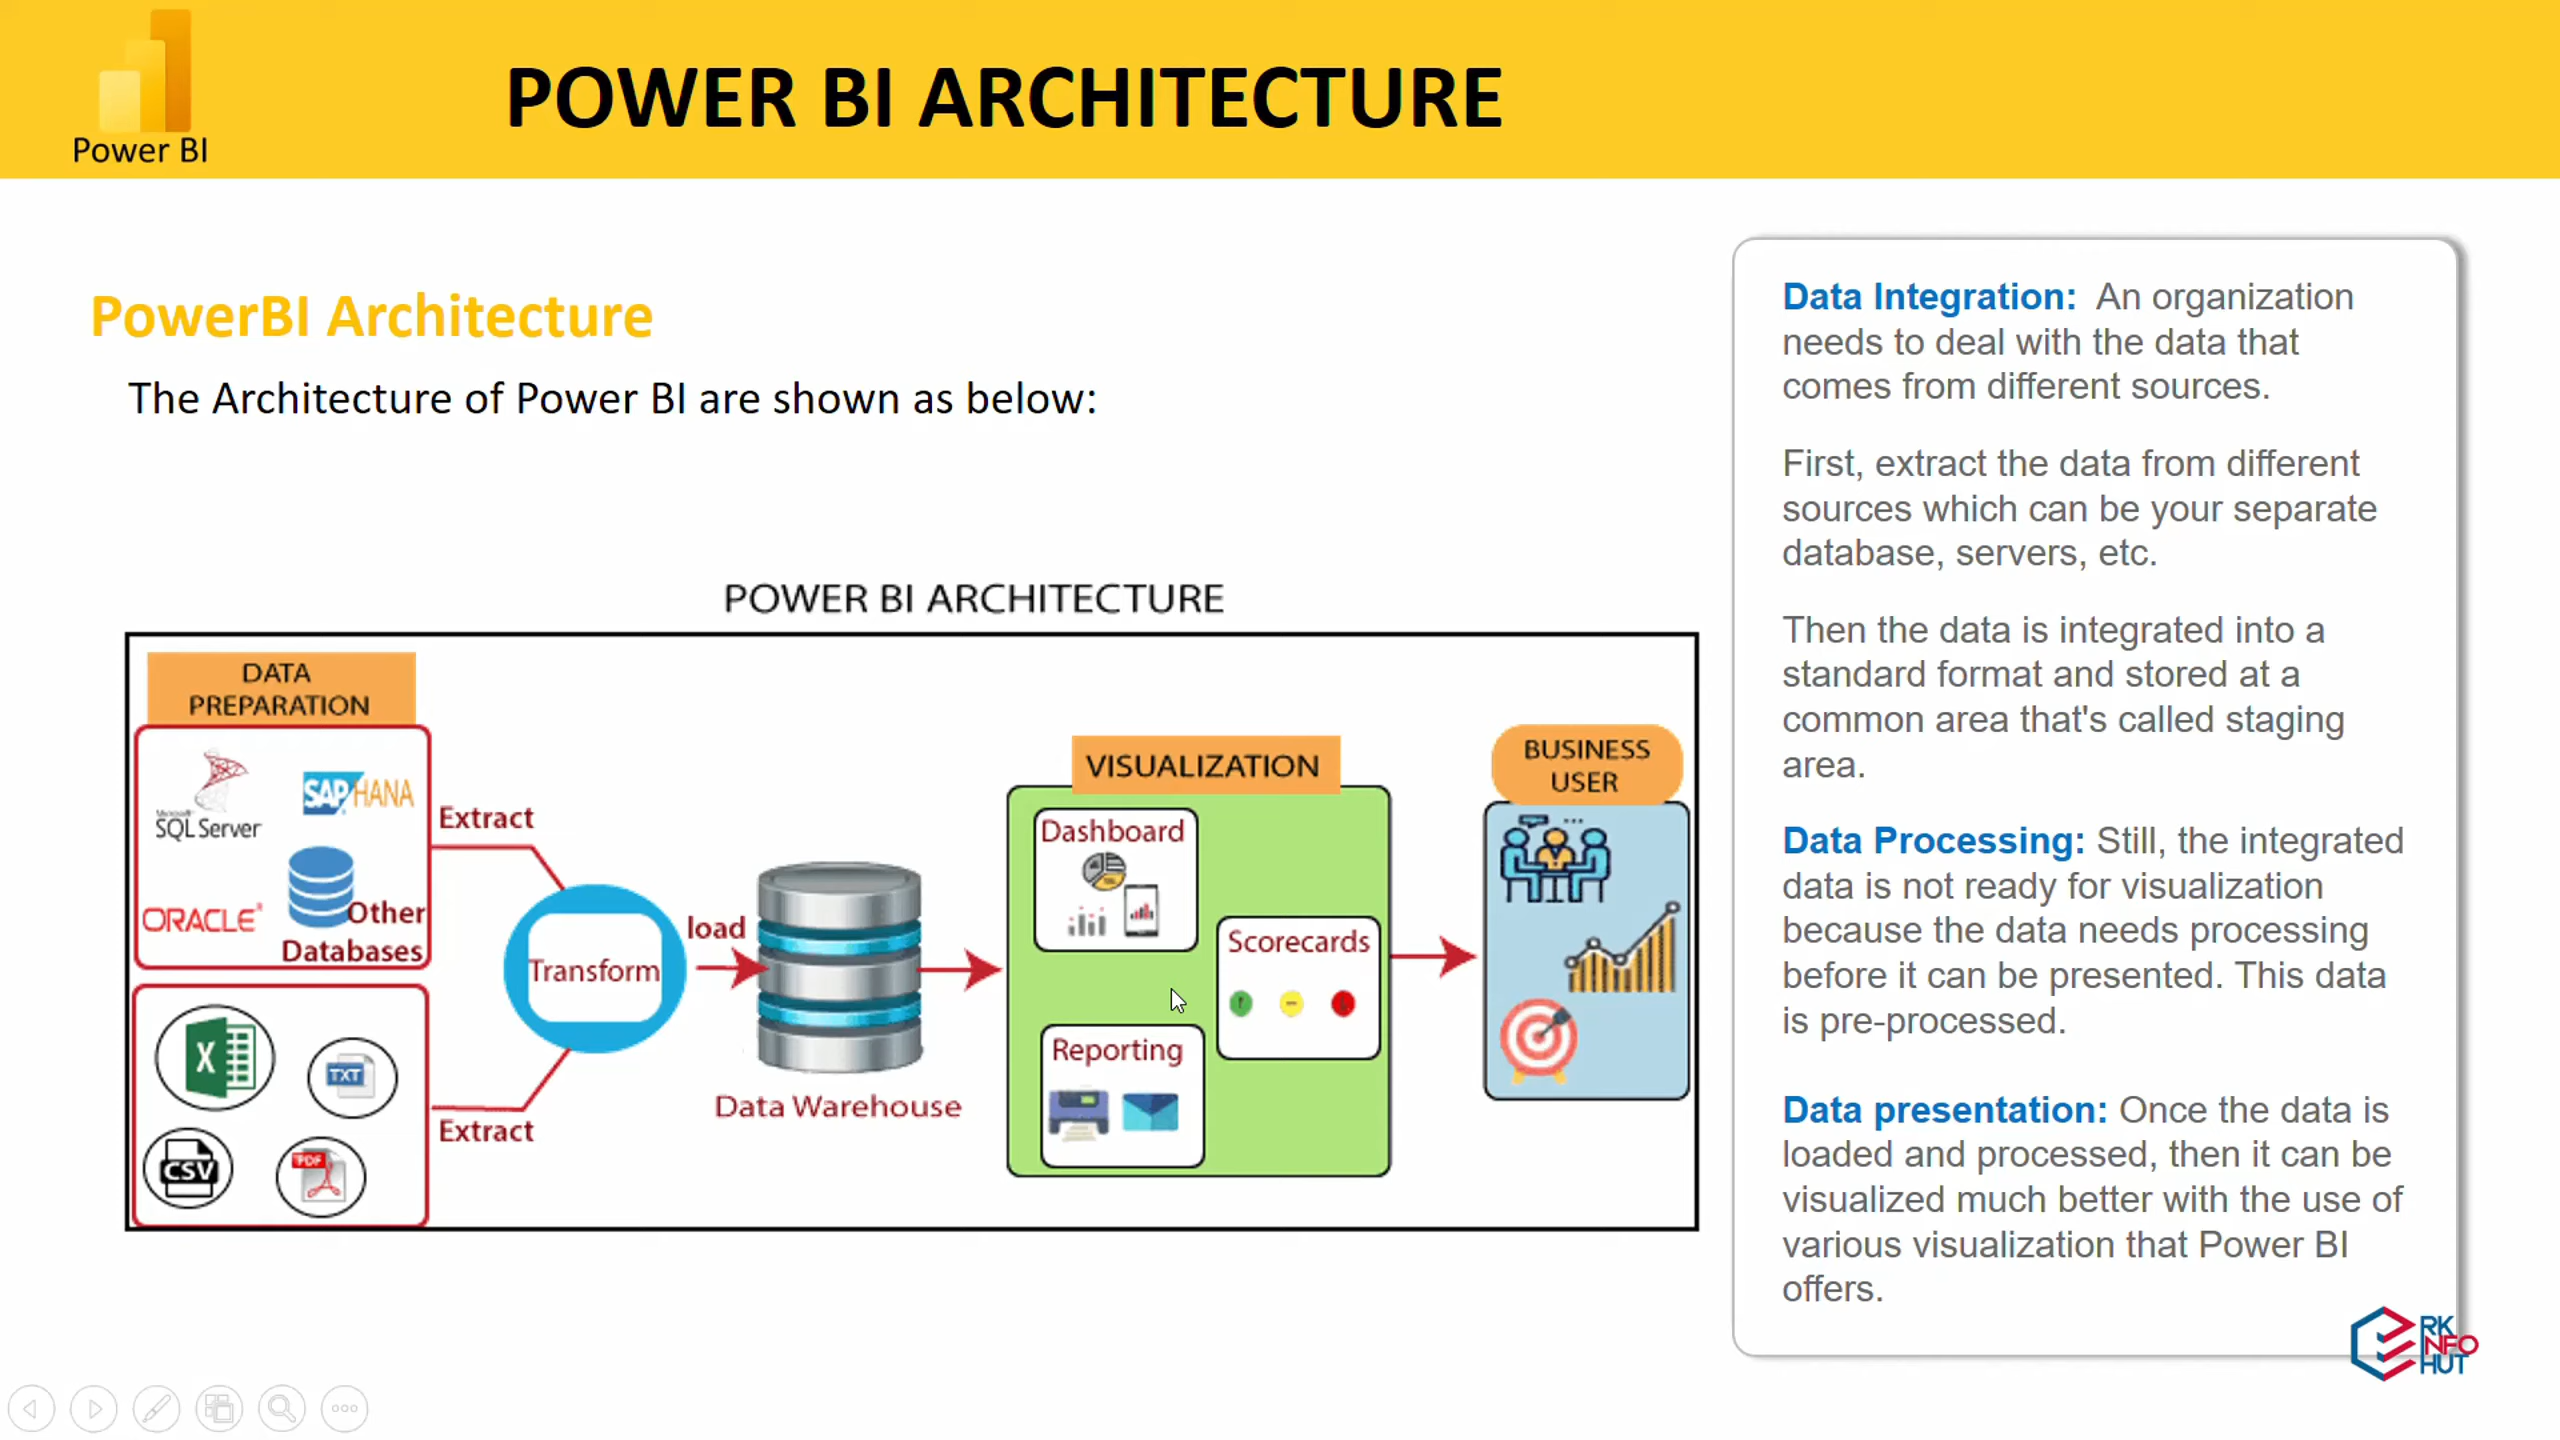 Power BI
POWER BI ARCHITECTURE
PowerBI Architecture
The Architecture of Power BI are shown as below:
POWER BI ARCHITECTURE
DATA
PREPARATION
Microsoft
SQL Server
SAP HANA
ORACLE
Other
Databases
Extract
X
TXT
CSV
PDF
Extract
Transform
load
Data Warehouse
VISUALIZATION
Dashboard
Scorecards
Reporting
BUSINESS
USER
Data Integration: An organization
needs to deal with the data that
comes from different sources.
First, extract the data from different
sources which can be your separate
database, servers, etc.
Then the data is integrated into a
standard format and stored at a
common area that's called staging
area.
Data Processing: Still, the integrated
data is not ready for visualization
because the data needs processing
before it can be presented. This data
is pre-processed.
Data presentation: Once the data is
loaded and processed, then it can be
visualized much better with the use of
various visualization that Power BI
offers.
RK
INFO
HUT